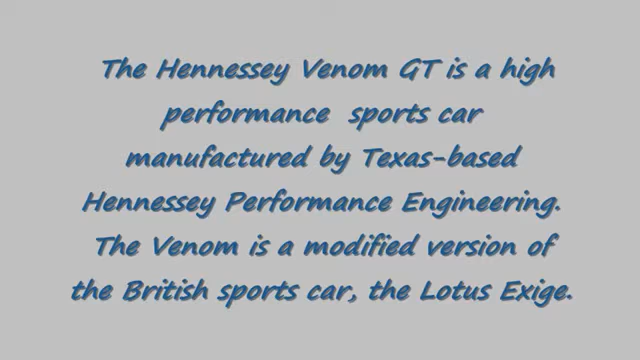 The Hennessey Venom GT is a high
performance sports car
manufactured by Texas-based
Hennessey Performance Engineering.
The Venom is a modified version of
the British sports car, the Lotus Exige.